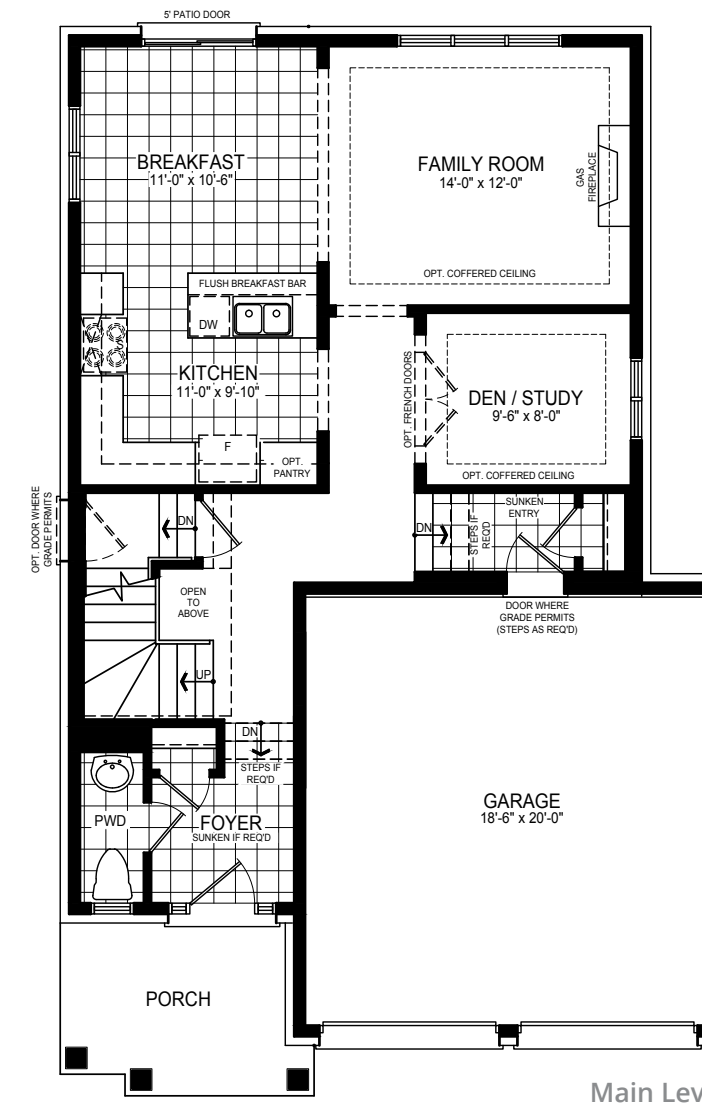 5' PATIO DOOR
BREAKFAST
11'-0" x 10'-6"
FAMILY ROOM
14'-0" x 12'-0"
GAS
FIREPLACE
OPT. COFFERED CEILING
FLUSH BREAKFAST BAR
DW
KITCHEN
11'-0" x 9'-10"
F
OPT.
PANTRY
OPT. FRENCH DOORS
DEN / STUDY
9'-6" x 8'-0"
OPT. COFFERED CEILING
OPT. DOOR WHERE
GRADE PERMITS
DN
DN
STEPS IF
REQ'D
SUNKEN
ENTRY
OPEN
TO
ABOVE
DOOR WHERE
GRADE PERMITS
(STEPS AS REQ'D)
UP
DN
STEPS IF
REQ'D
PWD
FOYER
SUNKEN IF REQ'D
GARAGE
18'-6" x 20'-0"
PORCH
Main Lev